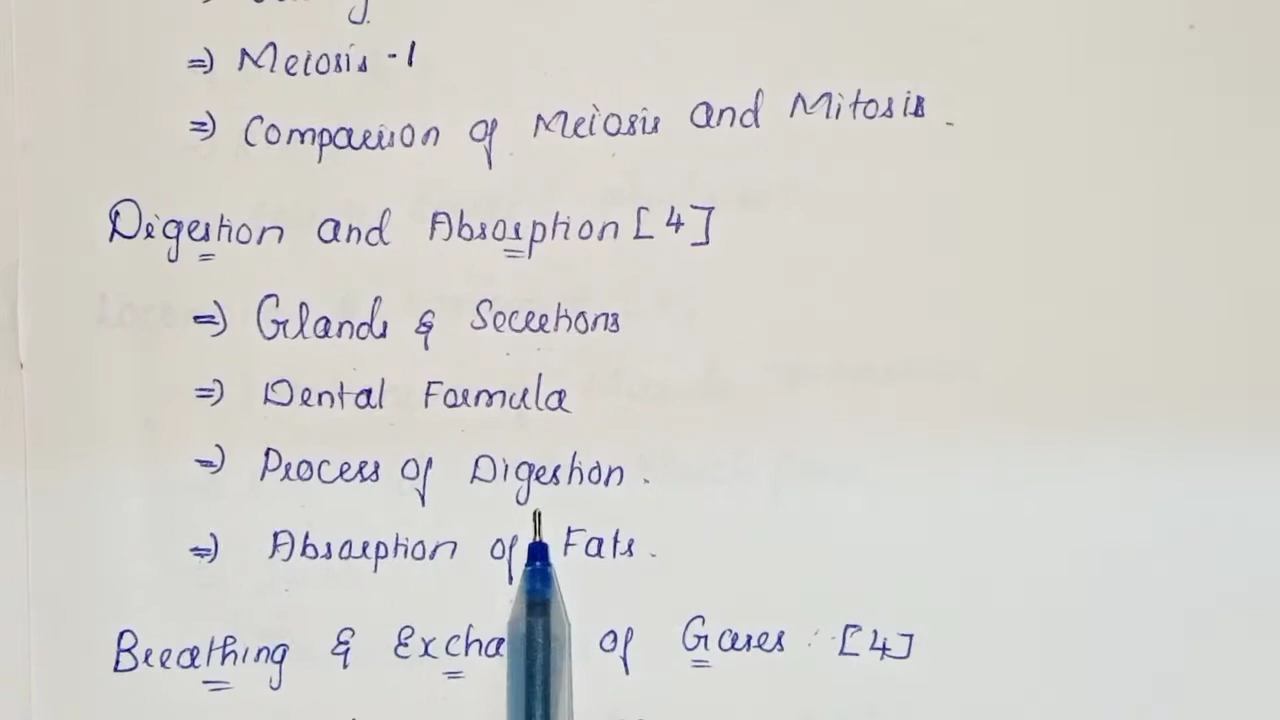 =) Meiosis -1
=) Comparison of Meiosis and Mitosis.
Digestion and Absorption [4]
=) Glands & Secretions
=) Dental Formula
=) Process of Digestion.
=) Absorption of Fats.
Breathing & of Gases [4]